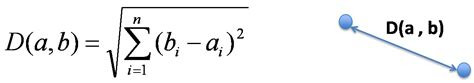 D(a,b) = √(∑_{i=1}^{n} (b_i − a_i)^2)
D(a , b)